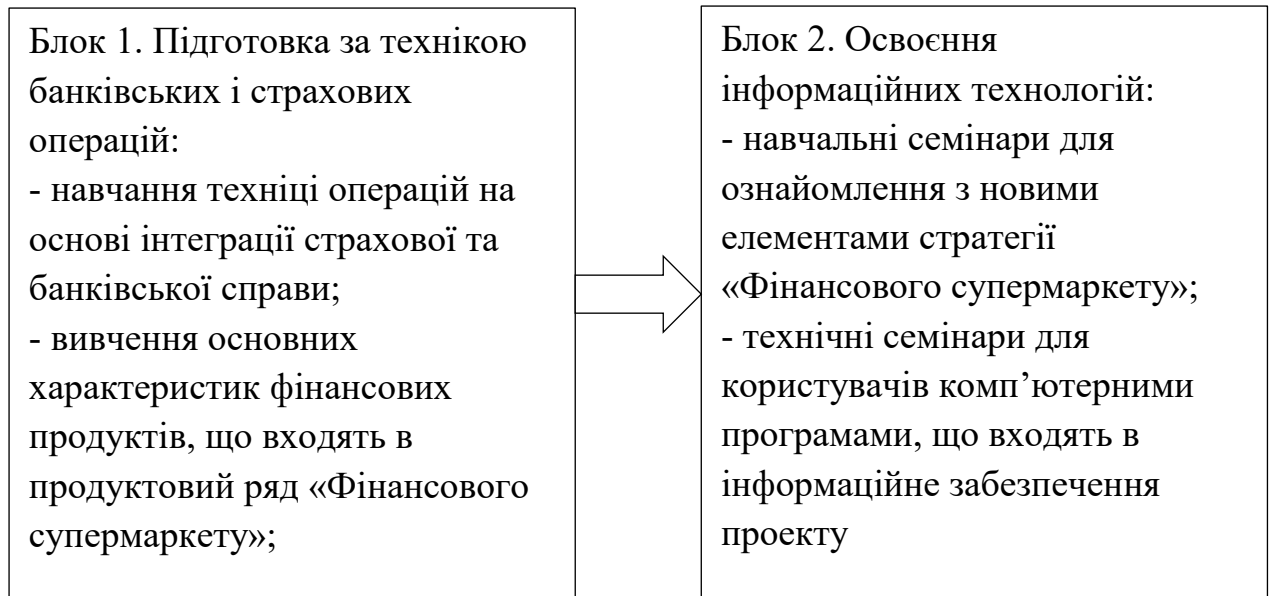 Блок 1. Підготовка за технікою
банківських і страхових
операцій:
- навчання техніці операцій на
основі інтеграції страхової та
банківської справи;
- вивчення основних
характеристик фінансових
продуктів, що входять в
продуктовий ряд «Фінансового
супермаркету»;
Блок 2. Освоєння
інформаційних технологій:
- навчальні семінари для
ознайомлення з новими
елементами стратегії
«Фінансового супермаркету»;
- технічні семінари для
користувачів комп’ютерними
програмами, що входять в
інформаційне забезпечення
проекту